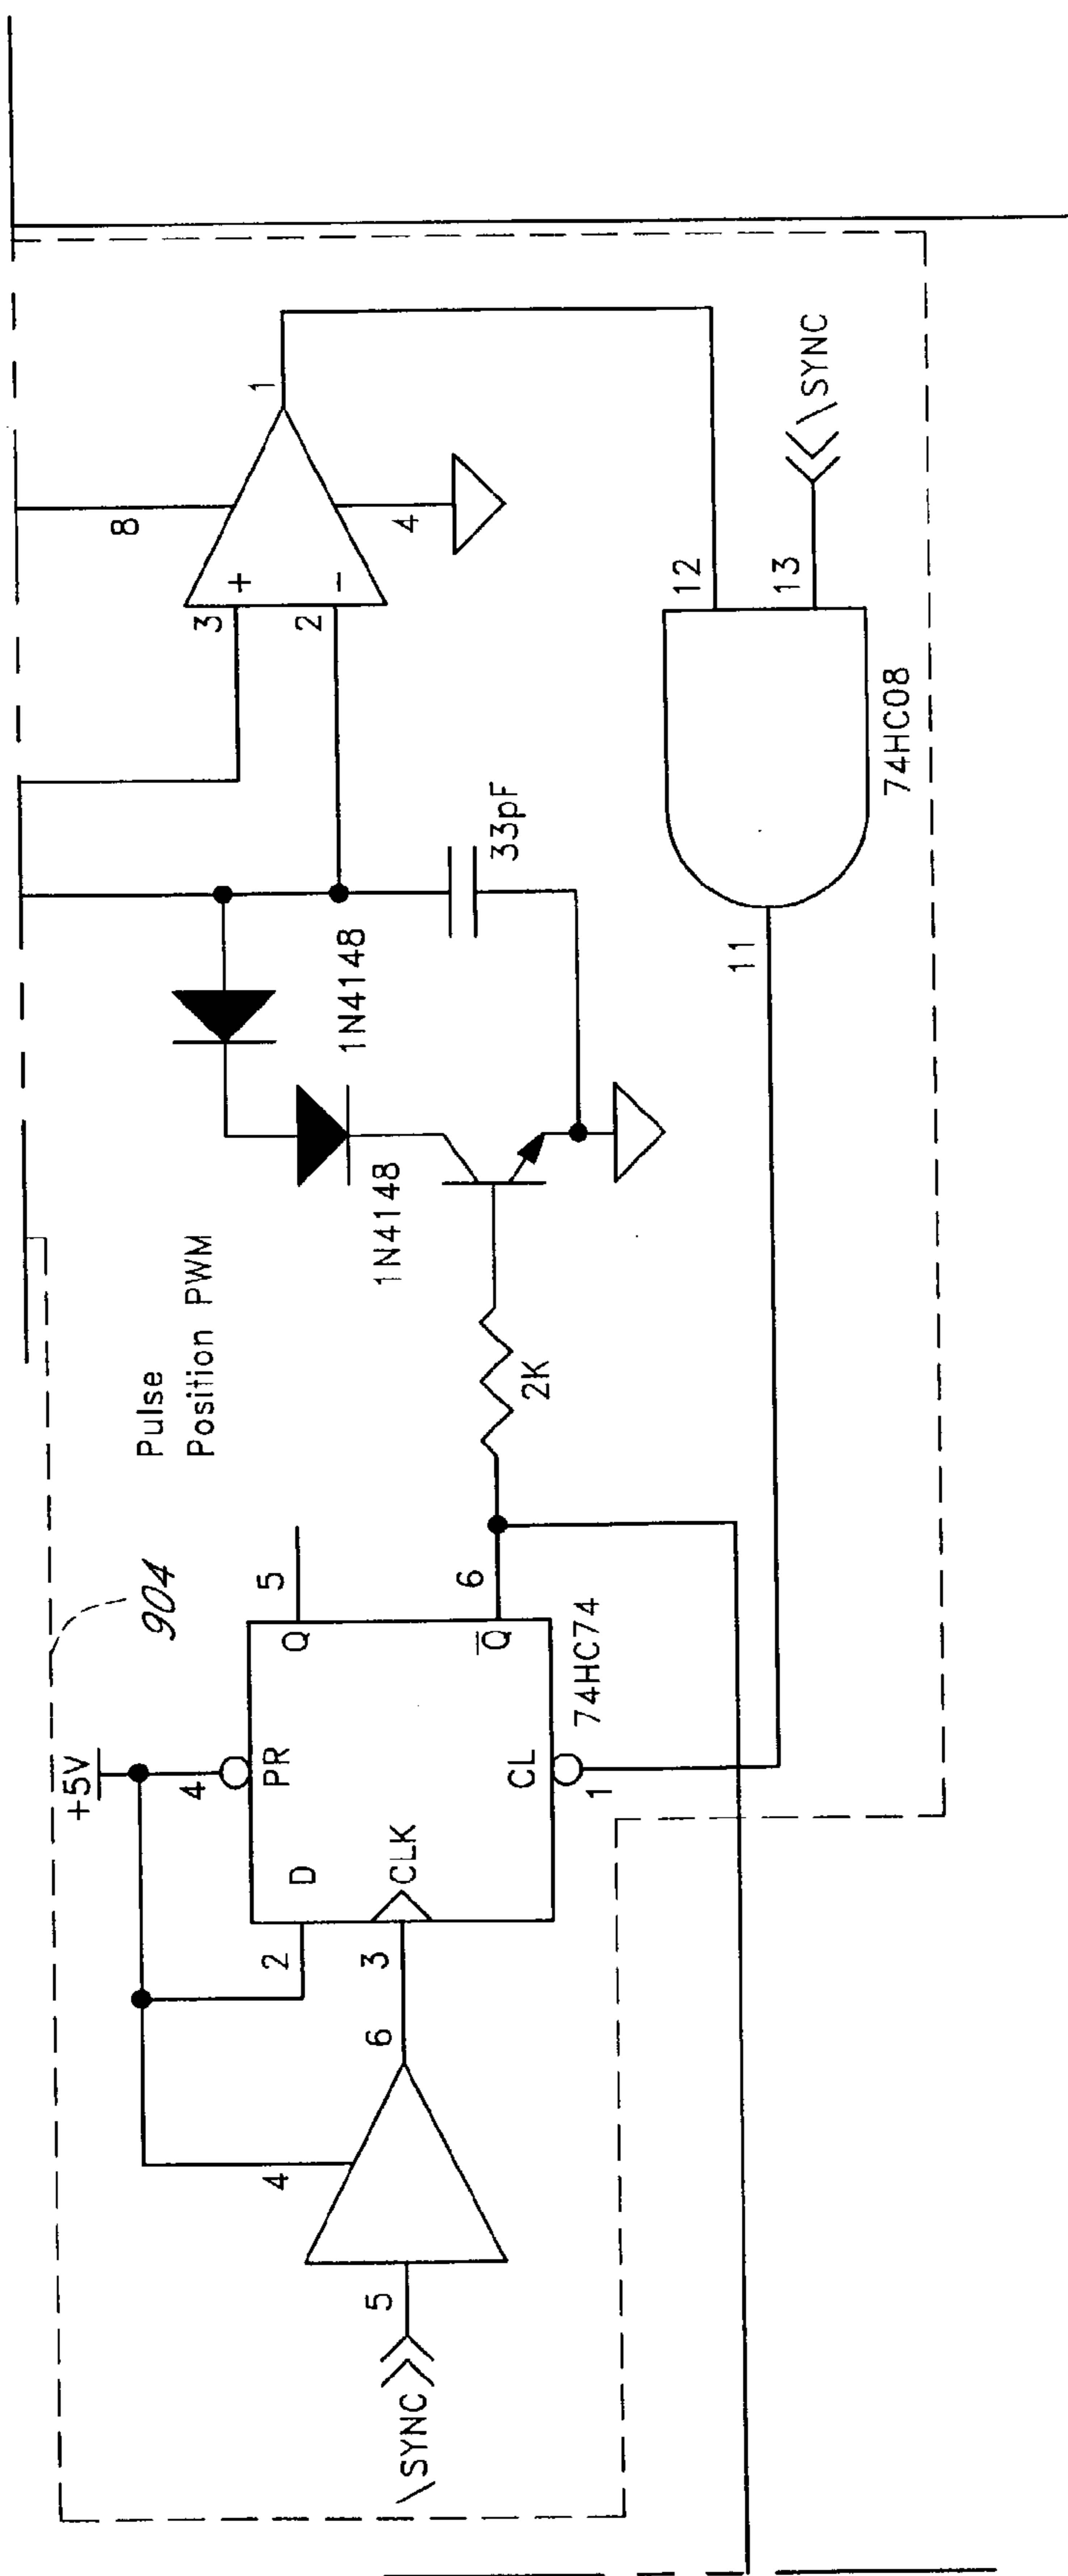 \SYNC
5
6
4
+5V
2
3
4
D
CLK
PR
CL
1
Q
5
Q̅
6
74HC74
904
Pulse
Position PWM
2K
1N4148
1N4148
33pF
3
2
+
-
8
4
1
11
12
13
74HC08
\SYNC